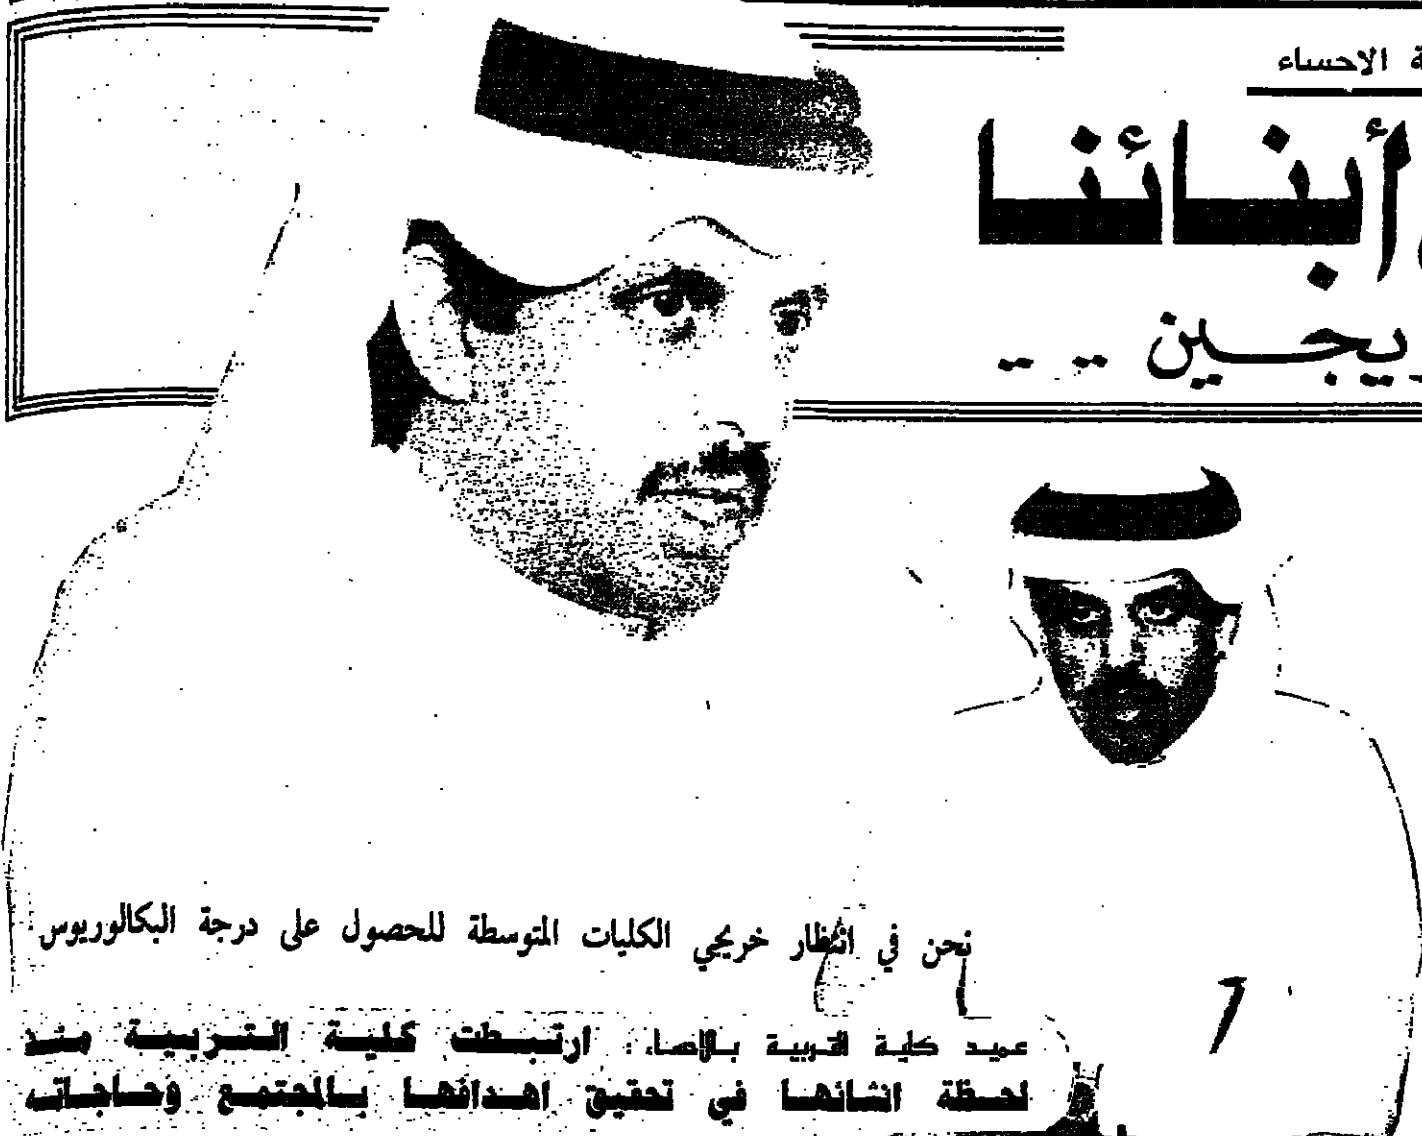 الاحساء
أبنائنا
نحن في انتظار خريجي الكليات المتوسطة للحصول على درجة البكالوريوس
عميد كلية التربية بالاحساء : ارتبطت كلية التربية منذ
لحظة انشائها في تحقيق اهدافها بالمجتمع وحاجاته